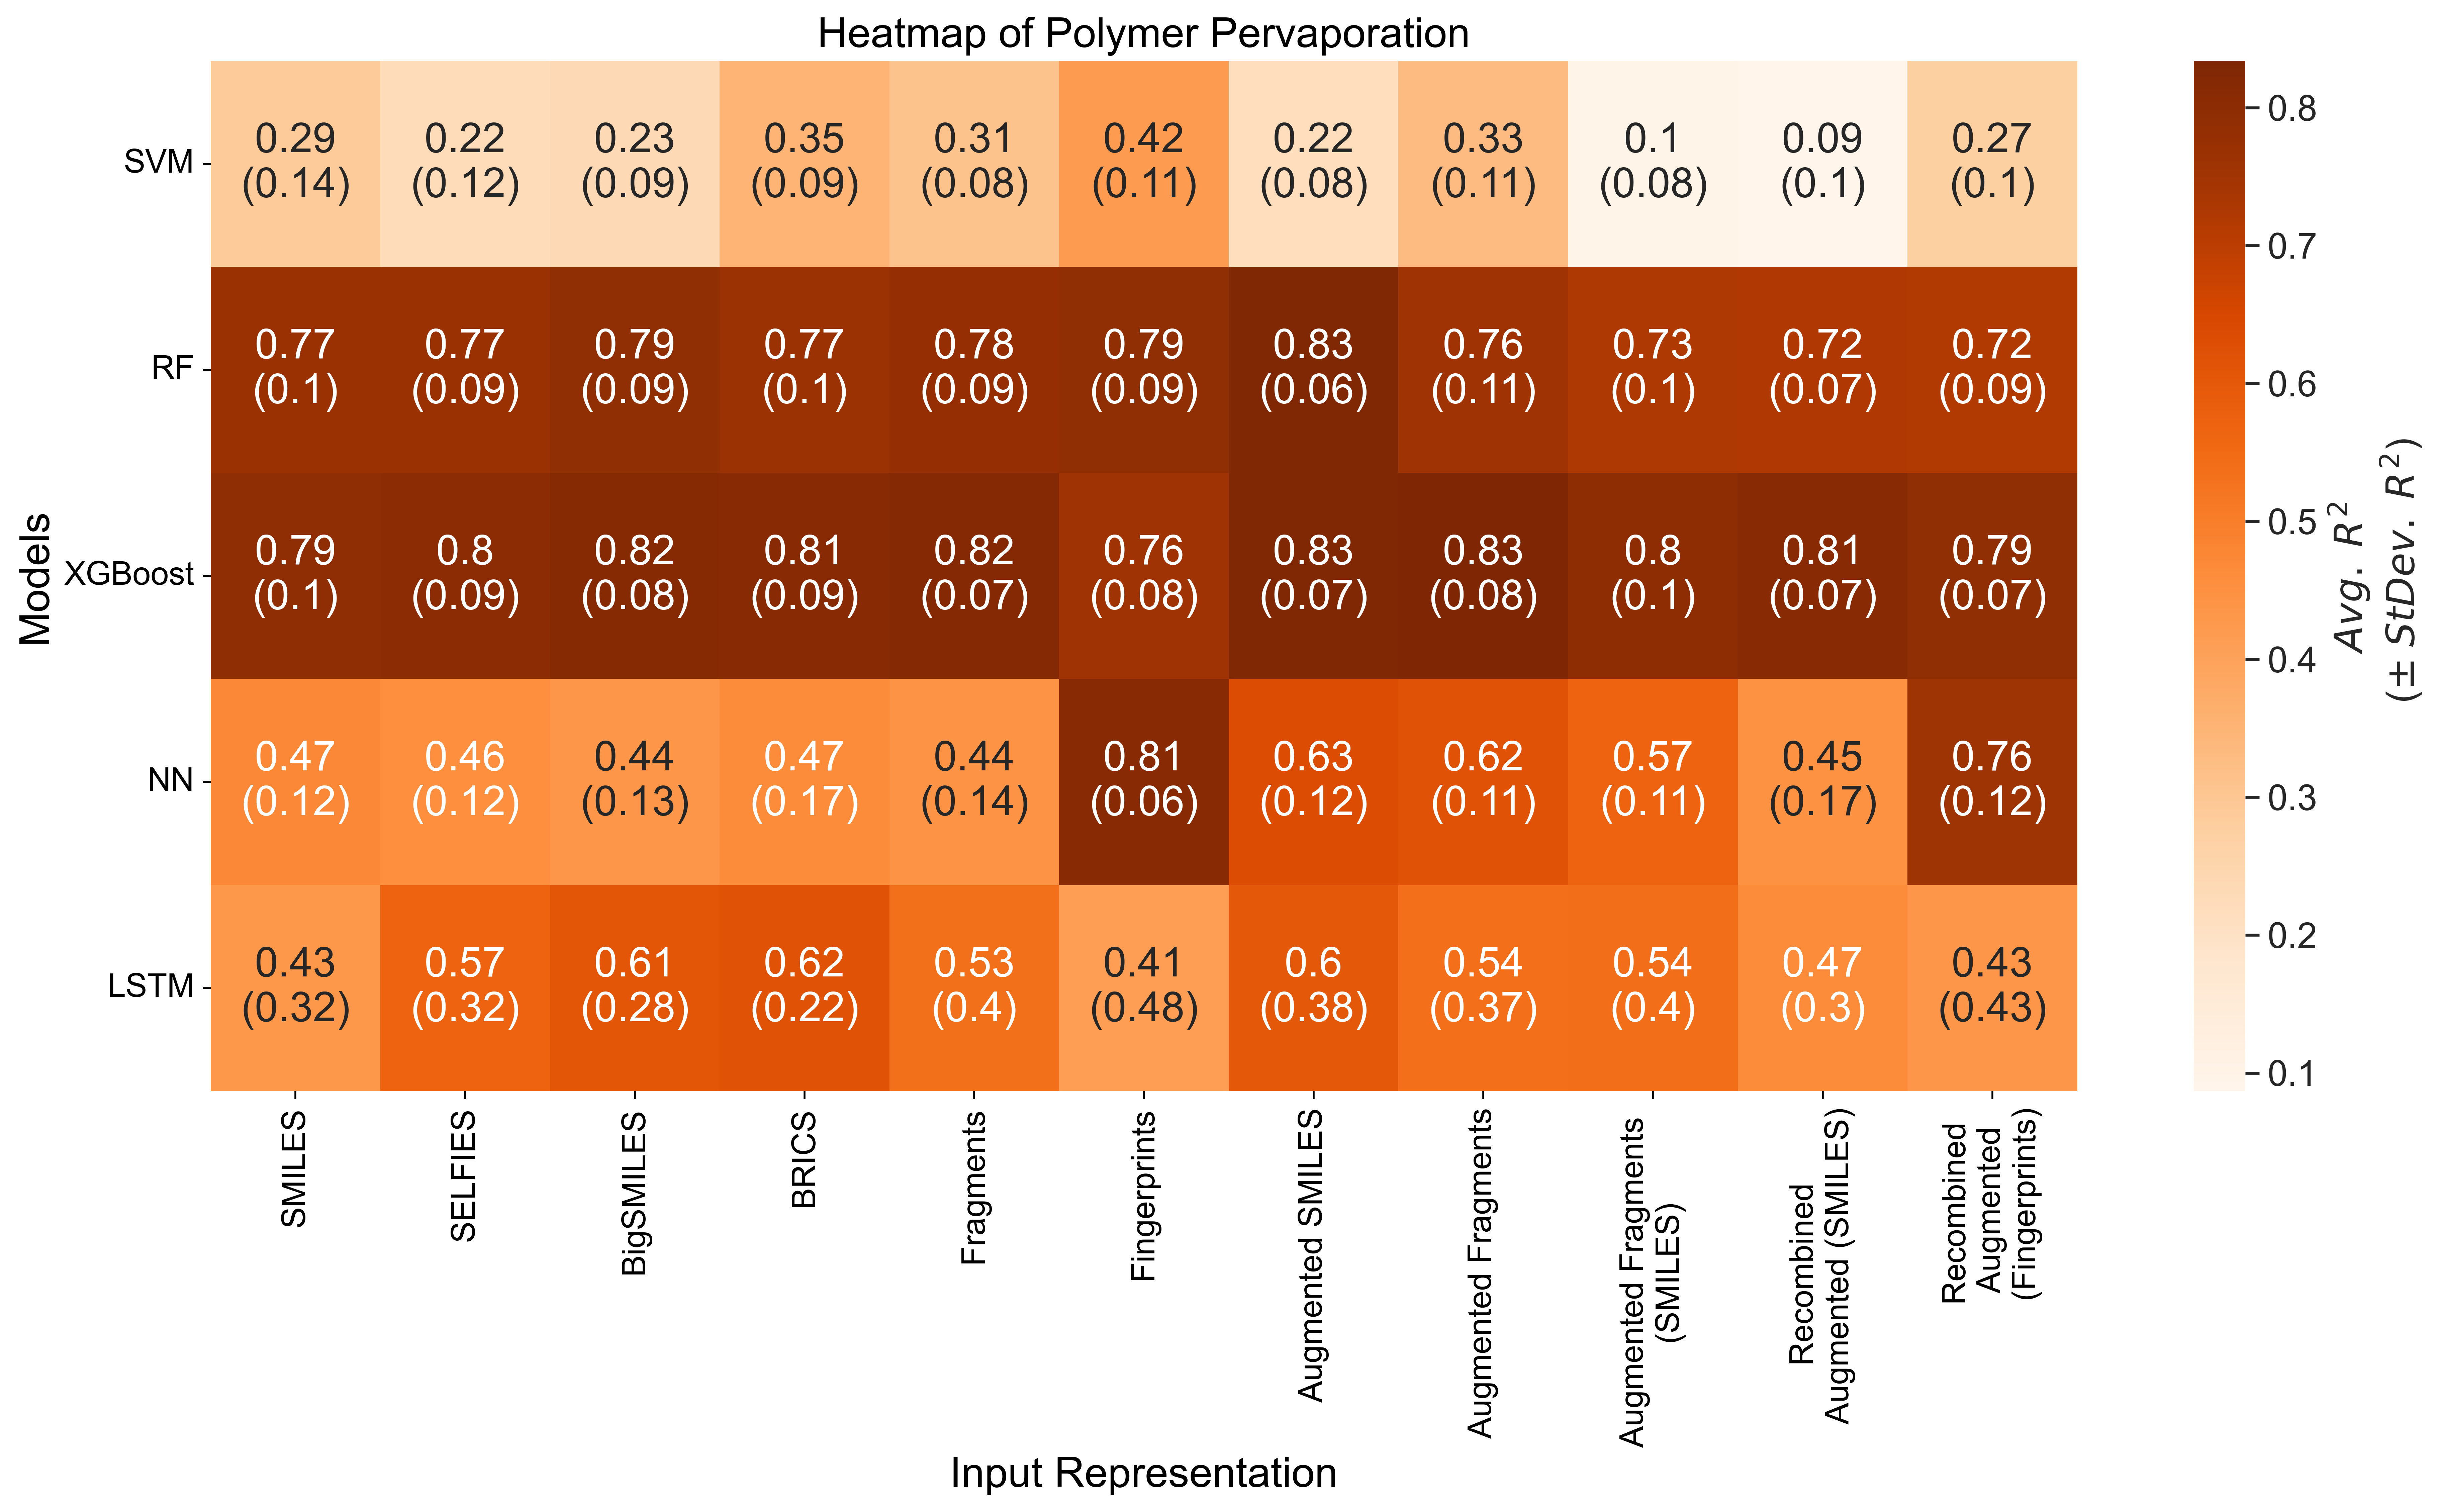 Heatmap of Polymer Pervaporation
Models
SVM
0.29 0.22 0.23 0.35 0.31 0.42 0.22 0.33 0.1 0.09 0.27
(0.14) (0.12) (0.09) (0.09) (0.08) (0.11) (0.08) (0.11) (0.08) (0.1) (0.1)
RF
0.77 0.77 0.79 0.77 0.78 0.79 0.83 0.76 0.73 0.72 0.72
(0.1) (0.09) (0.09) (0.1) (0.09) (0.09) (0.06) (0.11) (0.1) (0.07) (0.09)
XGBoost
0.79 0.8 0.82 0.81 0.82 0.76 0.83 0.83 0.8 0.81 0.79
(0.1) (0.09) (0.08) (0.09) (0.07) (0.08) (0.07) (0.08) (0.1) (0.07) (0.07)
NN
0.47 0.46 0.44 0.47 0.44 0.81 0.63 0.62 0.57 0.45 0.76
(0.12) (0.12) (0.13) (0.17) (0.14) (0.06) (0.12) (0.11) (0.11) (0.17) (0.12)
LSTM
0.43 0.57 0.61 0.62 0.53 0.41 0.6 0.54 0.54 0.47 0.43
(0.32) (0.32) (0.28) (0.22) (0.4) (0.48) (0.38) (0.37) (0.4) (0.3) (0.43)
SMILES
SELFIES
BigSMILES
BRICS
Fragments
Fingerprints
Augmented SMILES
Augmented Fragments
Augmented Fragments
(SMILES)
Recombined
Augmented (SMILES)
Recombined
Augmented
(Fingerprints)
Input Representation
0.8
0.7
0.6
0.5
0.4
0.3
0.2
0.1
Avg. R²
(± StDev. R²)